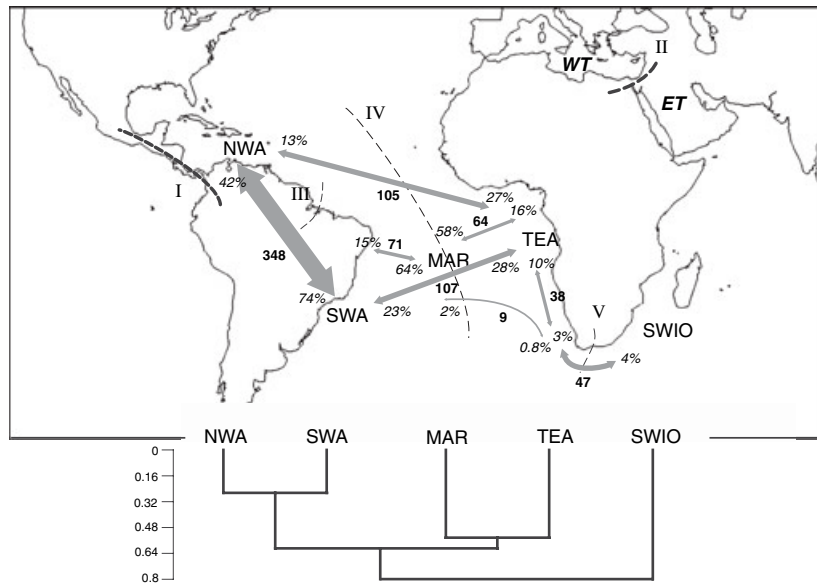 II
WT
ET
IV
NWA
13%
I
42%
III
105
27%
16%
64
58%
TEA
15%
71
MAR
64%
348
28%
10%
107
74%
SWA
23%
2%
9
38
V
SWIO
3%
0.8%
4%
47
NWA SWA MAR TEA SWIO
0
0.16
0.32
0.48
0.64
0.8